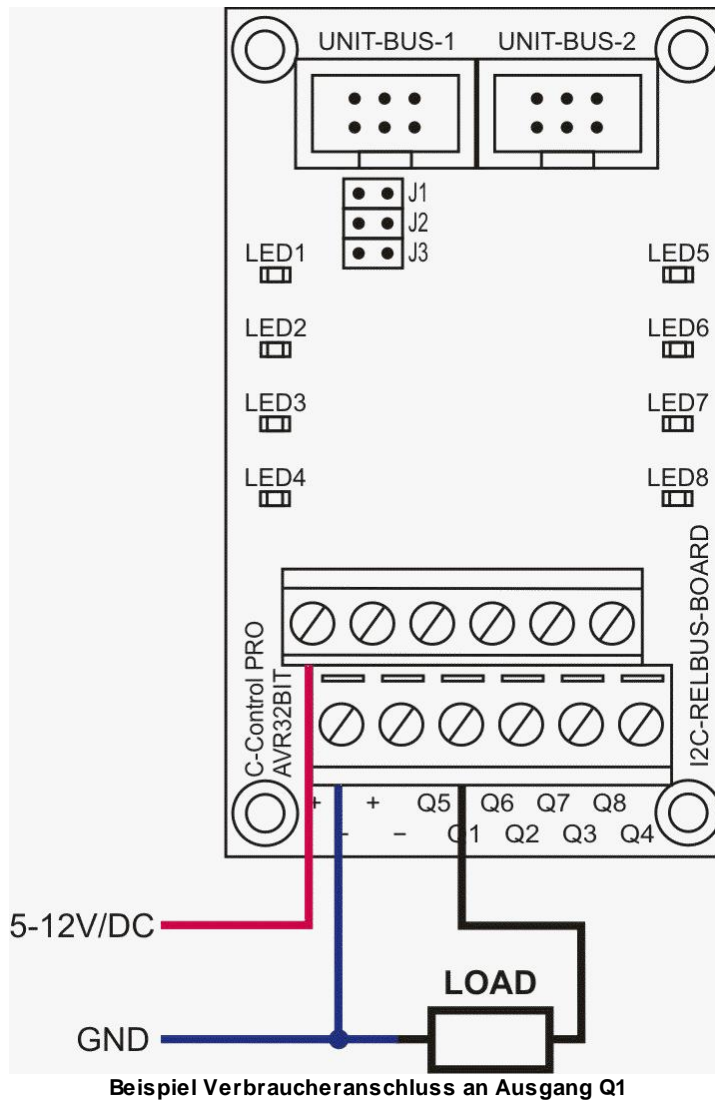 UNIT-BUS-1 UNIT-BUS-2
J1
J2
J3
LED1 LED5
LED2 LED6
LED3 LED7
LED4 LED8
C-Control PRO
AVR32BIT
I2C-RELBUS-BOARD
+ + Q5 Q6 Q7 Q8
- – Q1 Q2 Q3 Q4
5-12V/DC
LOAD
GND
Beispiel Verbraucheranschluss an Ausgang Q1